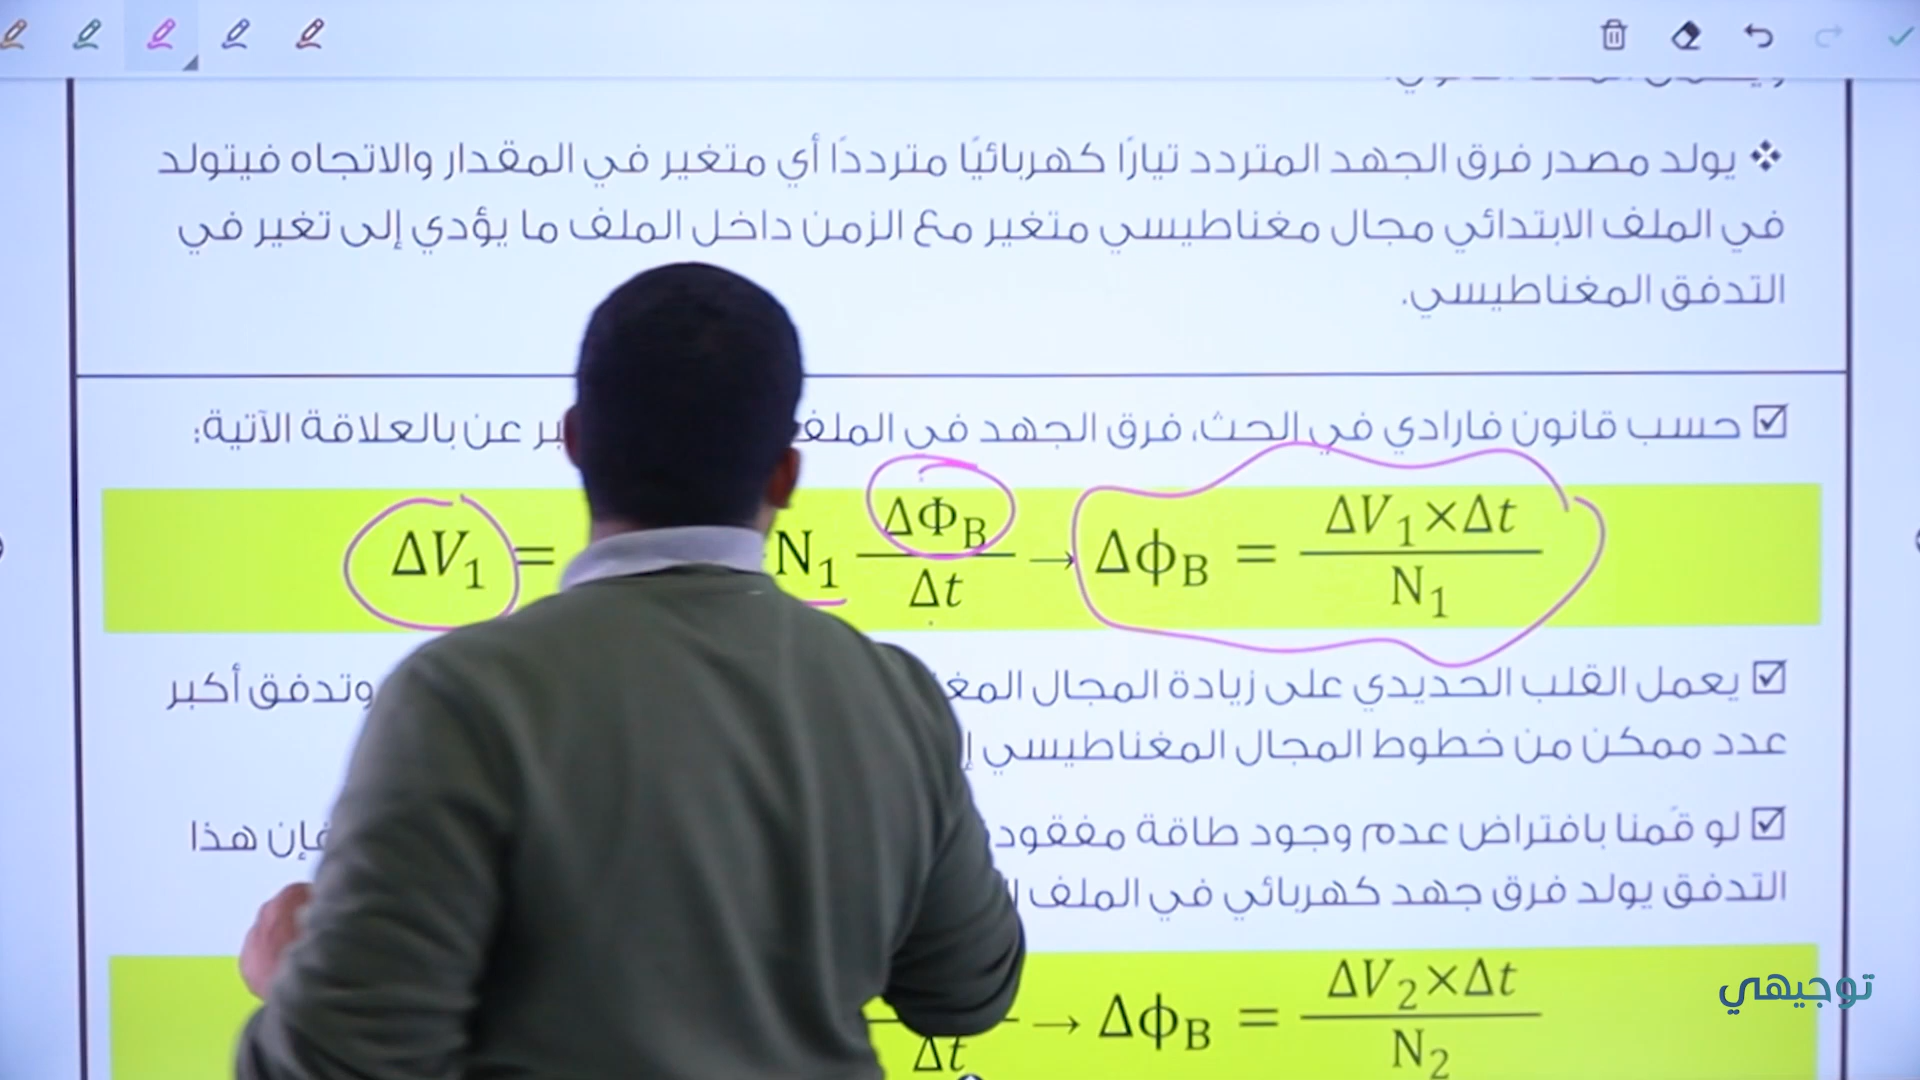 ❖ يولد مصدر فرق الجهد المتردد تيارًا كهربائيًا مترددًا أي متغير في المقدار والاتجاه فيتولد
في الملف الابتدائي مجال مغناطيسي متغير مع الزمن داخل الملف ما يؤدي إلى تغير في
التدفق المغناطيسي.
☑ حسب قانون فارادي في الحث، فرق الجهد في الملف عن بالعلاقة الآتية:
ΔV₁ = N₁ ΔΦ_B / Δt → Δϕ_B = ΔV₁×Δt / N₁
☑ يعمل القلب الحديدي على زيادة المجال وتدفق أكبر
عدد ممكن من خطوط المجال المغناطيسي
☑ لو قمنا بافتراض عدم وجود طاقة مفقودة فإن هذا
التدفق يولد فرق جهد كهربائي في الملف
Δt → Δϕ_B = ΔV₂×Δt / N₂
توجيهي